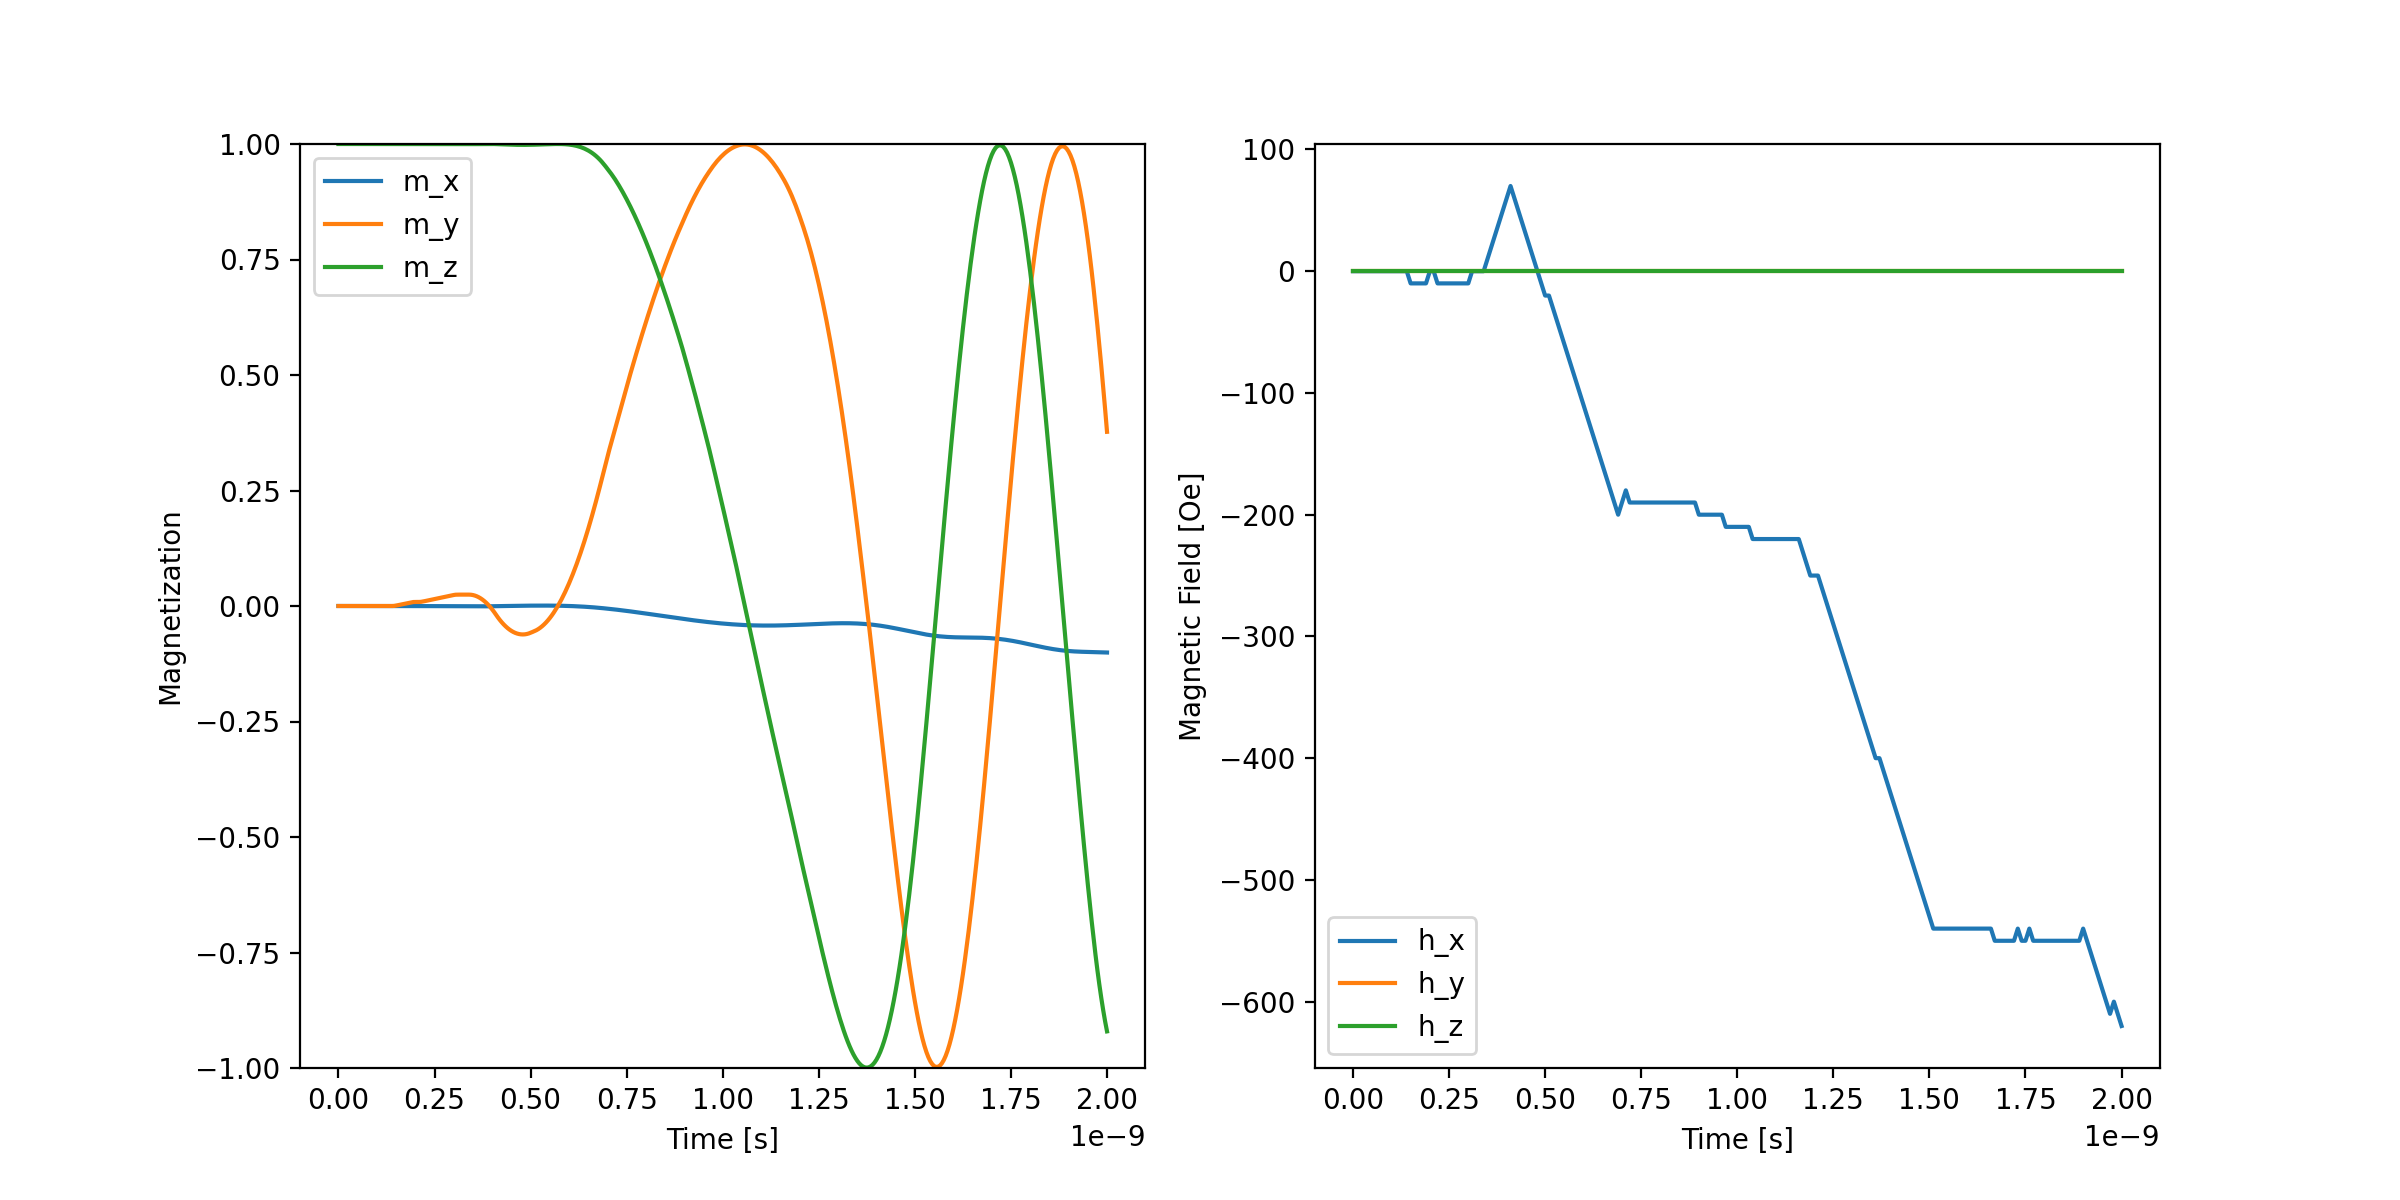 1.00
0.75
0.50
0.25
0.00
−0.25
−0.50
−0.75
−1.00
Magnetization
m_x
m_y
m_z
0.00 0.25 0.50 0.75 1.00 1.25 1.50 1.75 2.00
Time [s]
1e−9
100
0
−100
−200
−300
−400
−500
−600
Magnetic Field [Oe]
h_x
h_y
h_z
0.00 0.25 0.50 0.75 1.00 1.25 1.50 1.75 2.00
Time [s]
1e−9